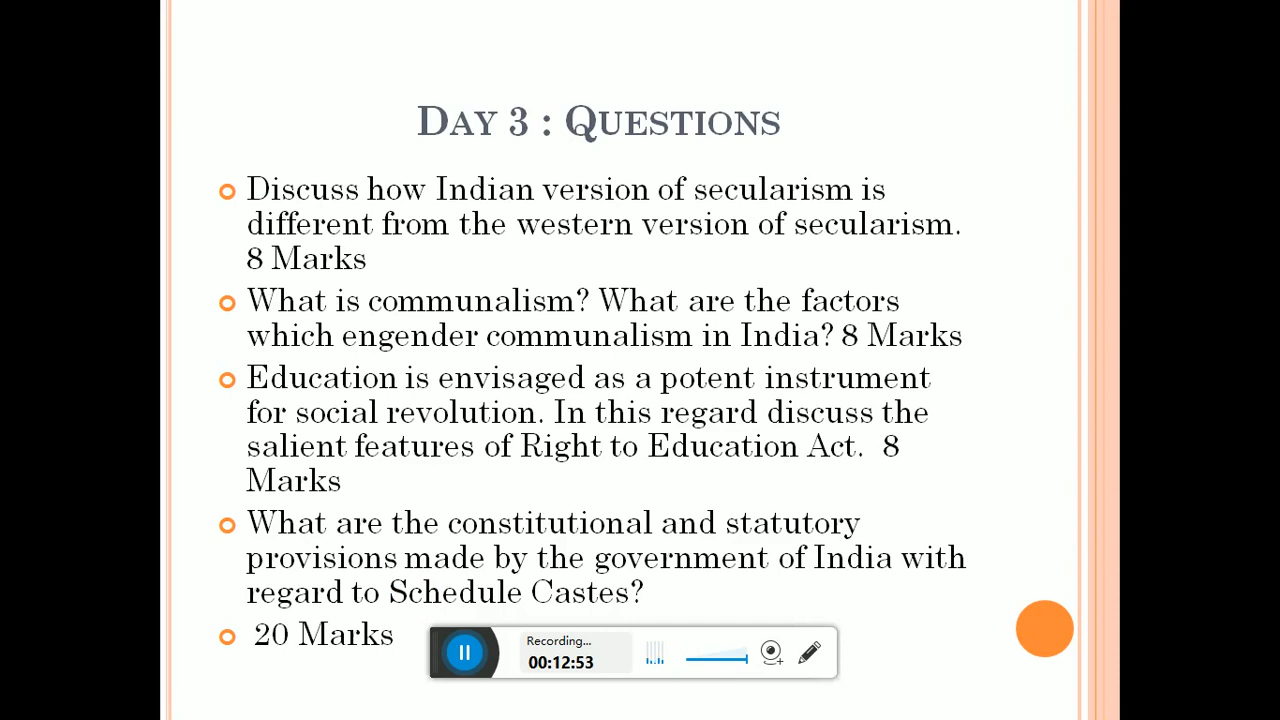 DAY 3 : QUESTIONS
Discuss how Indian version of secularism is
different from the western version of secularism.
8 Marks
What is communalism? What are the factors
which engender communalism in India? 8 Marks
Education is envisaged as a potent instrument
for social revolution. In this regard discuss the
salient features of Right to Education Act. 8
Marks
What are the constitutional and statutory
provisions made by the government of India with
regard to Schedule Castes?
20 Marks
Recording...
00:12:53